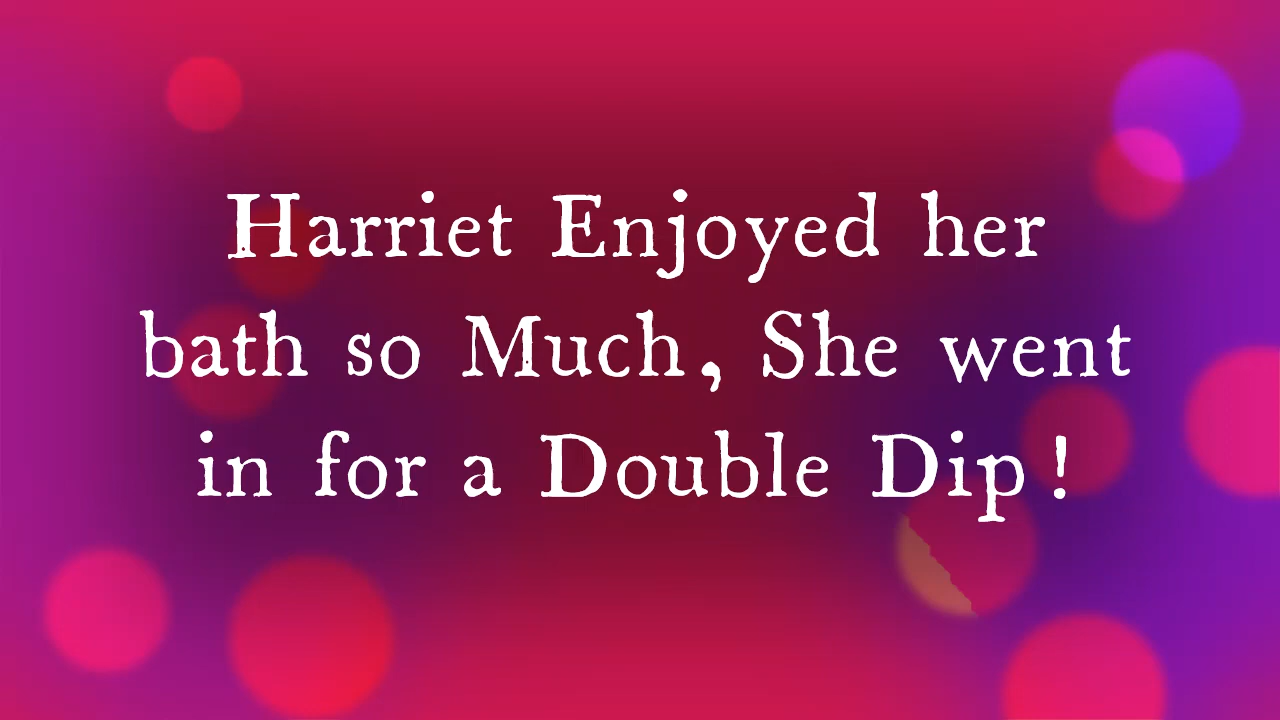 Harriet Enjoyed her
bath so Much, She went
in for a Double Dip!